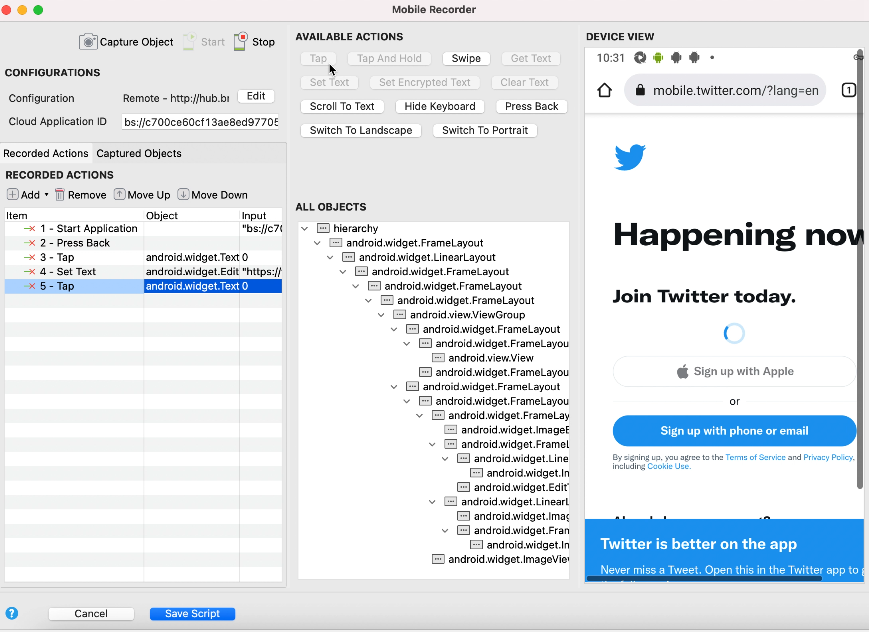 Mobile Recorder
Capture Object Start Stop
CONFIGURATIONS
Configuration Remote - http://hub.br Edit
Cloud Application ID bs://c700ce60cf13ae8ed97705
Recorded Actions Captured Objects
RECORDED ACTIONS
Add Remove Move Up Move Down
Item Object Input
1 - Start Application "bs://c70
2 - Press Back
3 - Tap android.widget.Text 0
4 - Set Text android.widget.Edit "https://
5 - Tap android.widget.Text 0
Cancel Save Script
AVAILABLE ACTIONS
Tap Tap And Hold Swipe Get Text
Set Text Set Encrypted Text Clear Text
Scroll To Text Hide Keyboard Press Back
Switch To Landscape Switch To Portrait
ALL OBJECTS
hierarchy
android.widget.FrameLayout
android.widget.LinearLayout
android.widget.FrameLayout
android.widget.FrameLayout
android.widget.FrameLayout
android.view.ViewGroup
android.widget.FrameLayout
android.widget.FrameLayou
android.view.View
android.widget.FrameLayou
android.widget.FrameLayout
android.widget.FrameLayou
android.widget.FrameLay
android.widget.ImageE
android.widget.FrameL
android.widget.Line
android.widget.In
android.widget.EditT
android.widget.LinearL
android.widget.Imag
android.widget.Fran
android.widget.In
android.widget.ImageViev
DEVICE VIEW
10:31
mobile.twitter.com/?lang=en 1
Happening now
Join Twitter today.
Sign up with Apple
or
Sign up with phone or email
By signing up, you agree to the Terms of Service and Privacy Policy,
including Cookie Use.
Twitter is better on the app
Never miss a Tweet. Open this in the Twitter app to g